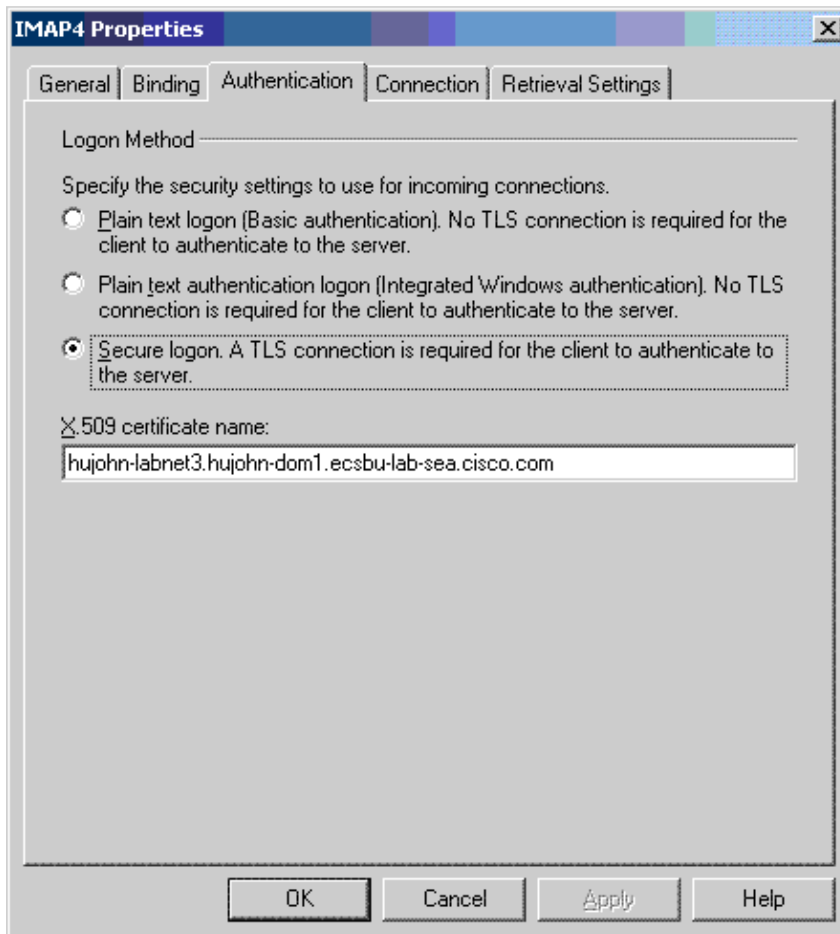 IMAP4 Properties
General Binding Authentication Connection Retrieval Settings
Logon Method
Specify the security settings to use for incoming connections.
Plain text logon (Basic authentication). No TLS connection is required for the
client to authenticate to the server.
Plain text authentication logon (Integrated Windows authentication). No TLS
connection is required for the client to authenticate to the server.
Secure logon. A TLS connection is required for the client to authenticate to
the server.
X.509 certificate name:
hujohn-labnet3.hujohn-dom1.ecsbu-lab-sea.cisco.com
OK Cancel Apply Help